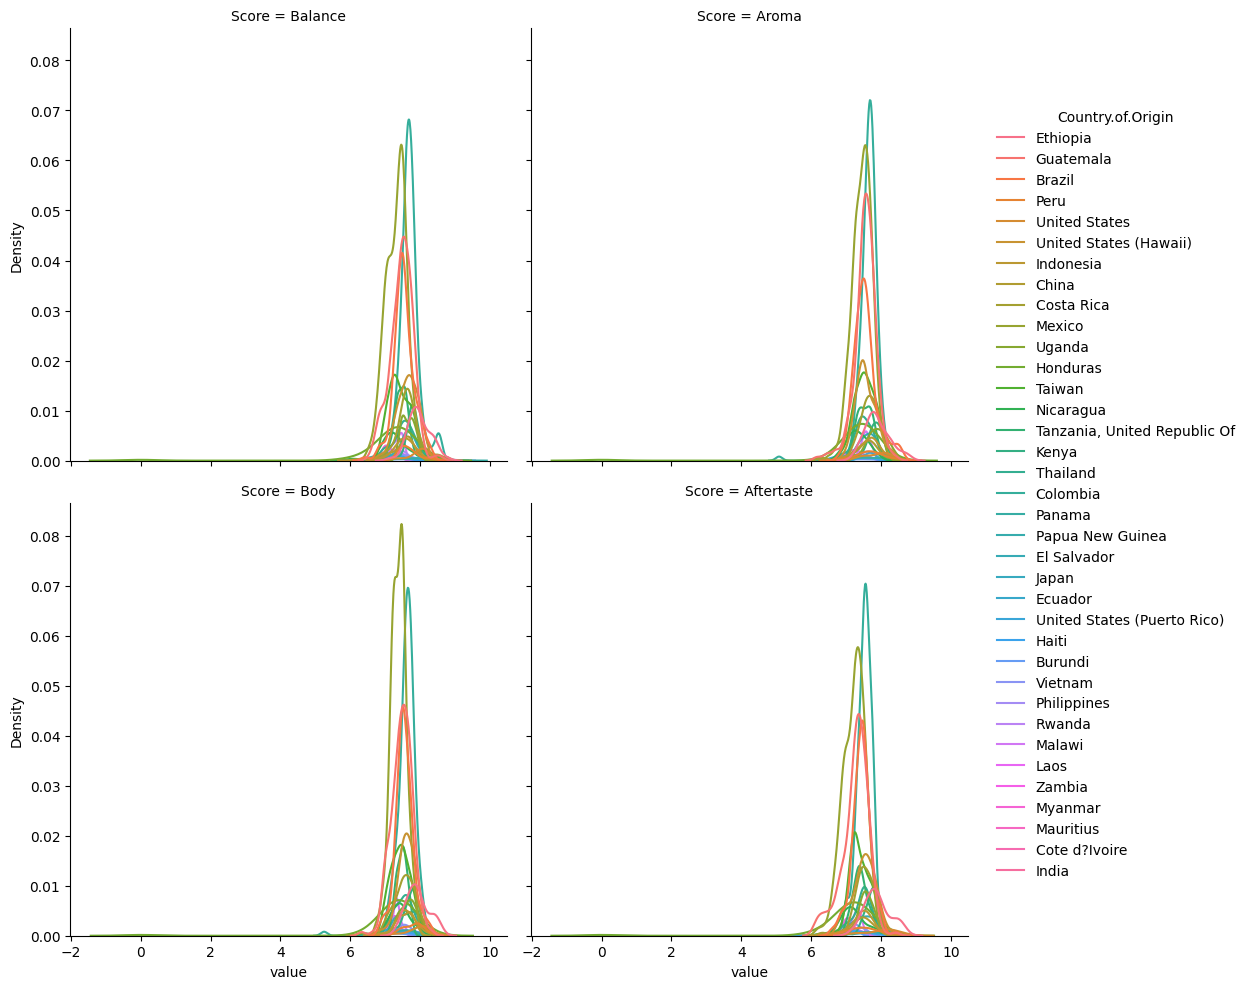 Score = Balance
Score = Aroma
Density
0.08
0.07
0.06
0.05
0.04
0.03
0.02
0.01
0.00
Score = Body
Score = Aftertaste
Density
0.08
0.07
0.06
0.05
0.04
0.03
0.02
0.01
0.00
−2 0 2 4 6 8 10
value
−2 0 2 4 6 8 10
value
Country.of.Origin
Ethiopia
Guatemala
Brazil
Peru
United States
United States (Hawaii)
Indonesia
China
Costa Rica
Mexico
Uganda
Honduras
Taiwan
Nicaragua
Tanzania, United Republic Of
Kenya
Thailand
Colombia
Panama
Papua New Guinea
El Salvador
Japan
Ecuador
United States (Puerto Rico)
Haiti
Burundi
Vietnam
Philippines
Rwanda
Malawi
Laos
Zambia
Myanmar
Mauritius
Cote d?Ivoire
India